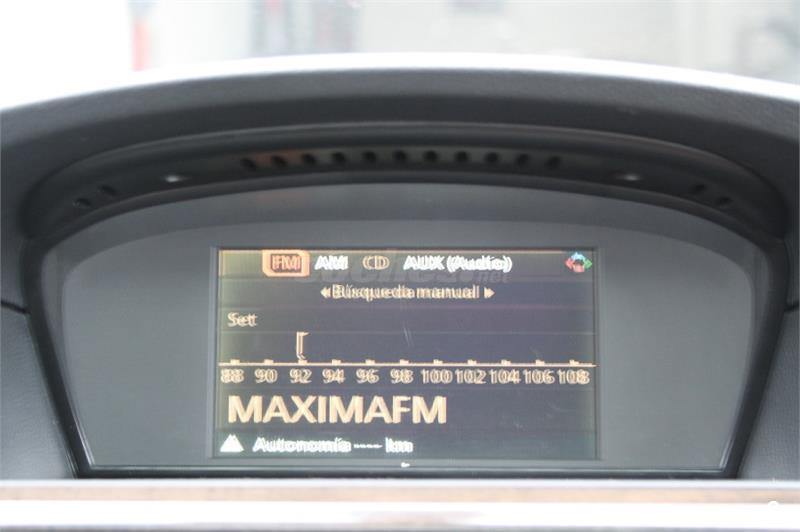 FM AM CD AUX (Audio)
Búsqueda manual
Set
88 90 92 94 96 98 100 102 104 106 108
MAXIMAFM
Autonomía ---- km